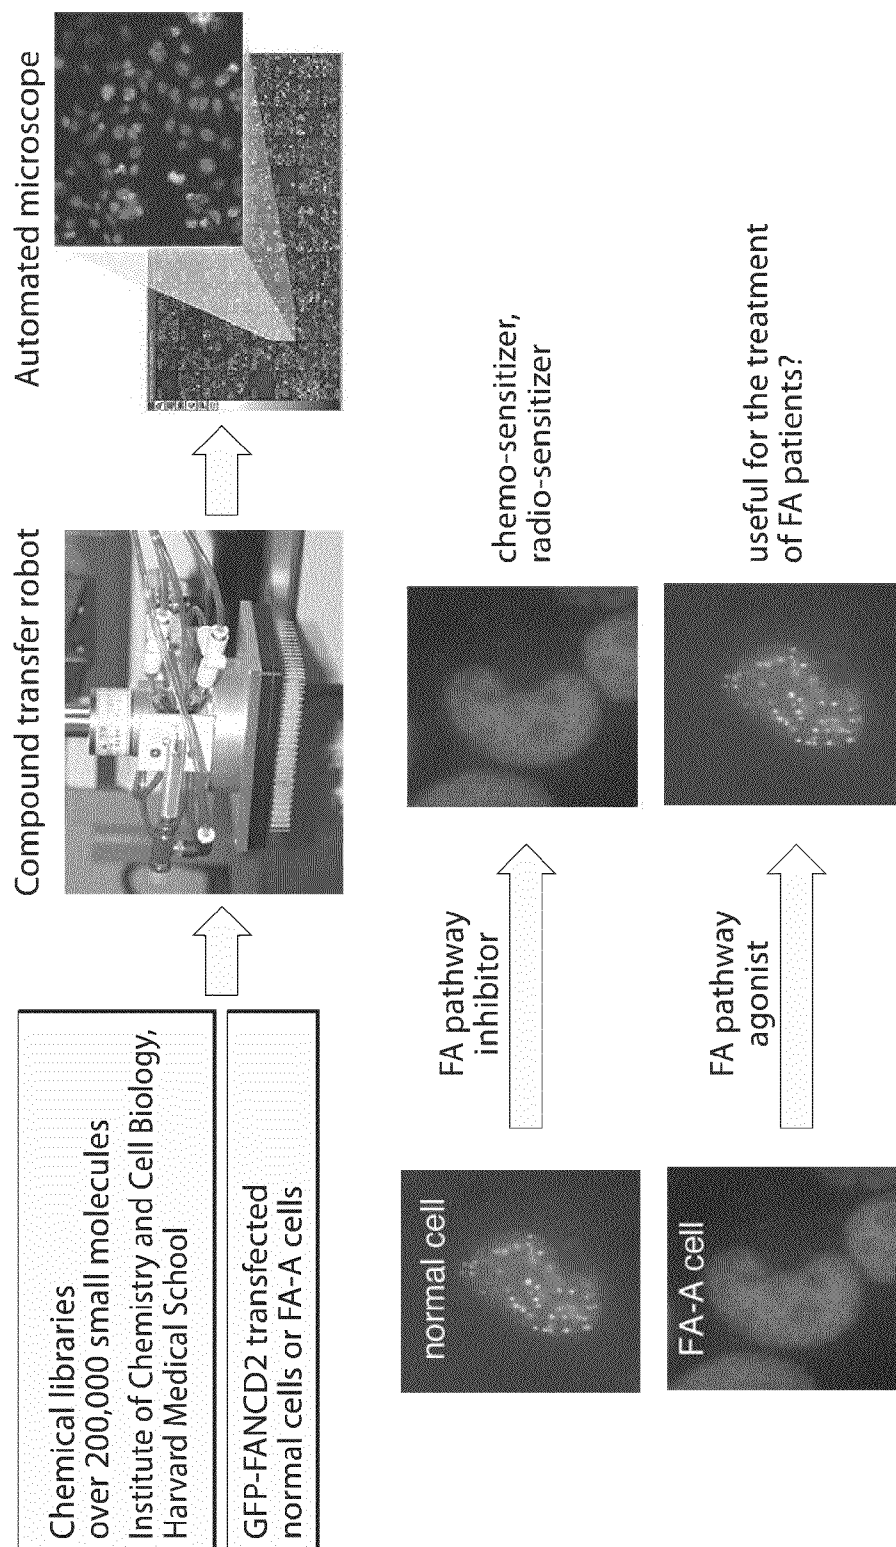 Chemical libraries
over 200,000 small molecules
Institute of Chemistry and Cell Biology,
Harvard Medical School
GFP-FANCD2 transfected
normal cells or FA-A cells
Compound transfer robot
Automated microscope
normal cell
FA pathway
inhibitor
chemo-sensitizer,
radio-sensitizer
FA-A cell
FA pathway
agonist
useful for the treatment
of FA patients?